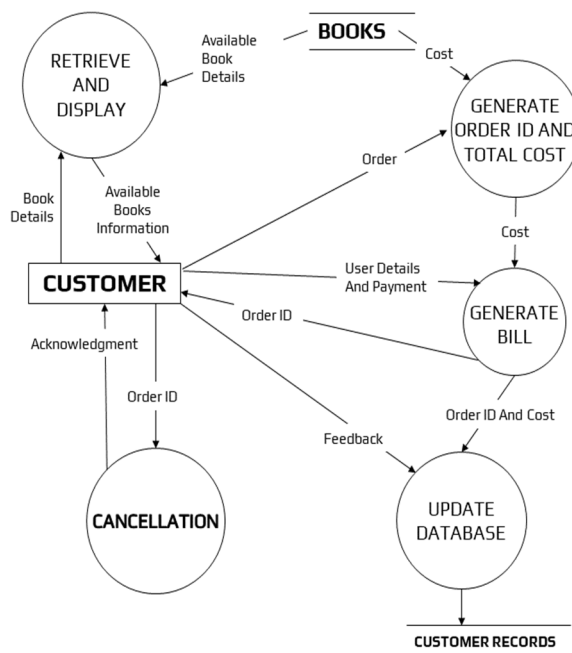 BOOKS
Available
Book
Details
Cost
RETRIEVE
AND
DISPLAY
GENERATE
ORDER ID AND
TOTAL COST
Order
Book
Details
Available
Books
Information
Cost
CUSTOMER
User Details
And Payment
GENERATE
BILL
Order ID
Acknowledgment
Order ID
Order ID And Cost
Feedback
CANCELLATION
UPDATE
DATABASE
CUSTOMER RECORDS